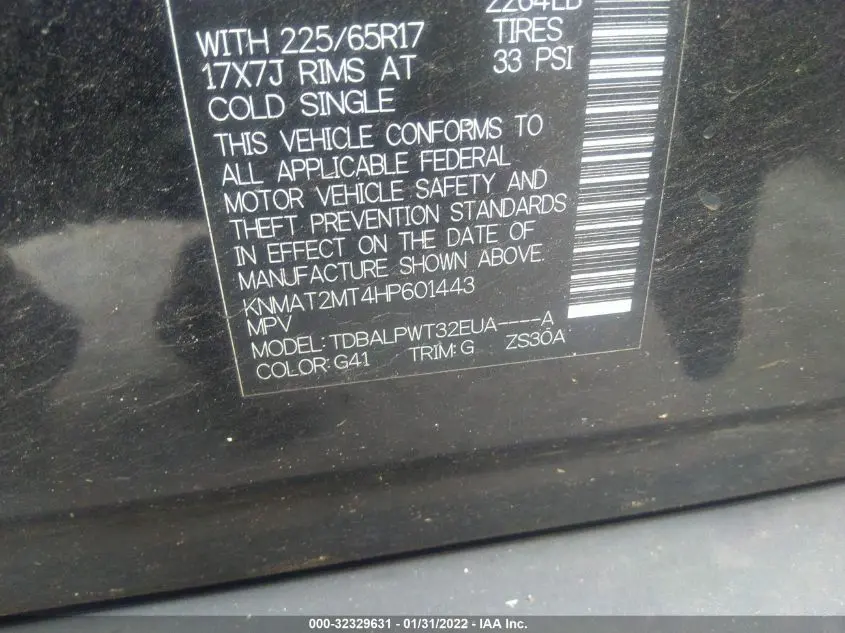 2264LB
WITH 225/65R17 TIRES
17X7J RIMS AT 33 PSI
COLD SINGLE
THIS VEHICLE CONFORMS TO
ALL APPLICABLE FEDERAL
MOTOR VEHICLE SAFETY AND
THEFT PREVENTION STANDARDS
IN EFFECT ON THE DATE OF
MANUFACTURE SHOWN ABOVE.
KNMAT2MT4HP601443
MPV
MODEL: TDBALPWT32EUA----A
COLOR: G41 TRIM: G ZS30A
000-32329631 - 01/31/2022 - IAA Inc.